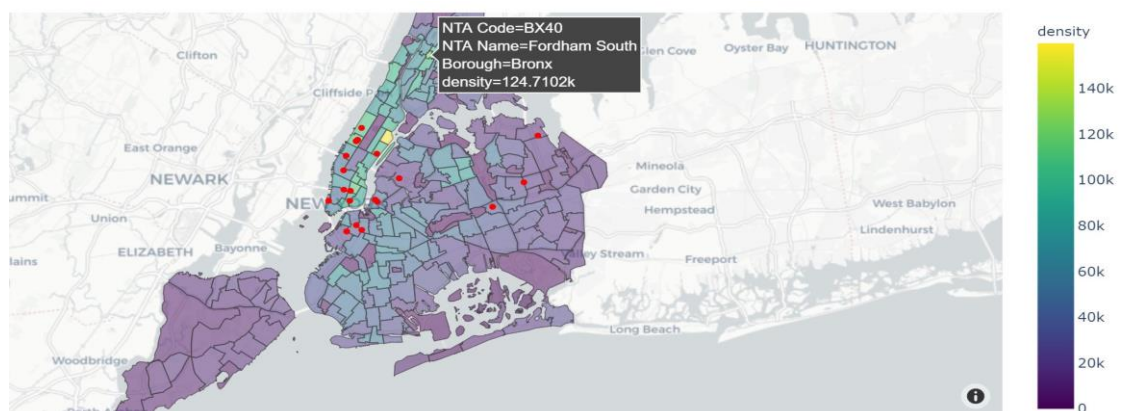 Clifton
Cliffside P
NTA Code=BX40
NTA Name=Fordham South
Borough=Bronx
density=124.7102k
len Cove
Oyster Bay
HUNTINGTON
East Orange
NEWARK
Mineola
Garden City
Hempstead
West Babylon
ummit
Union
NEW
Lindenhurst
ELIZABETH
Bayonne
lley Stream
Freeport
lains
Long Beach
Woodbridge
density
140k
120k
100k
80k
60k
40k
20k
0